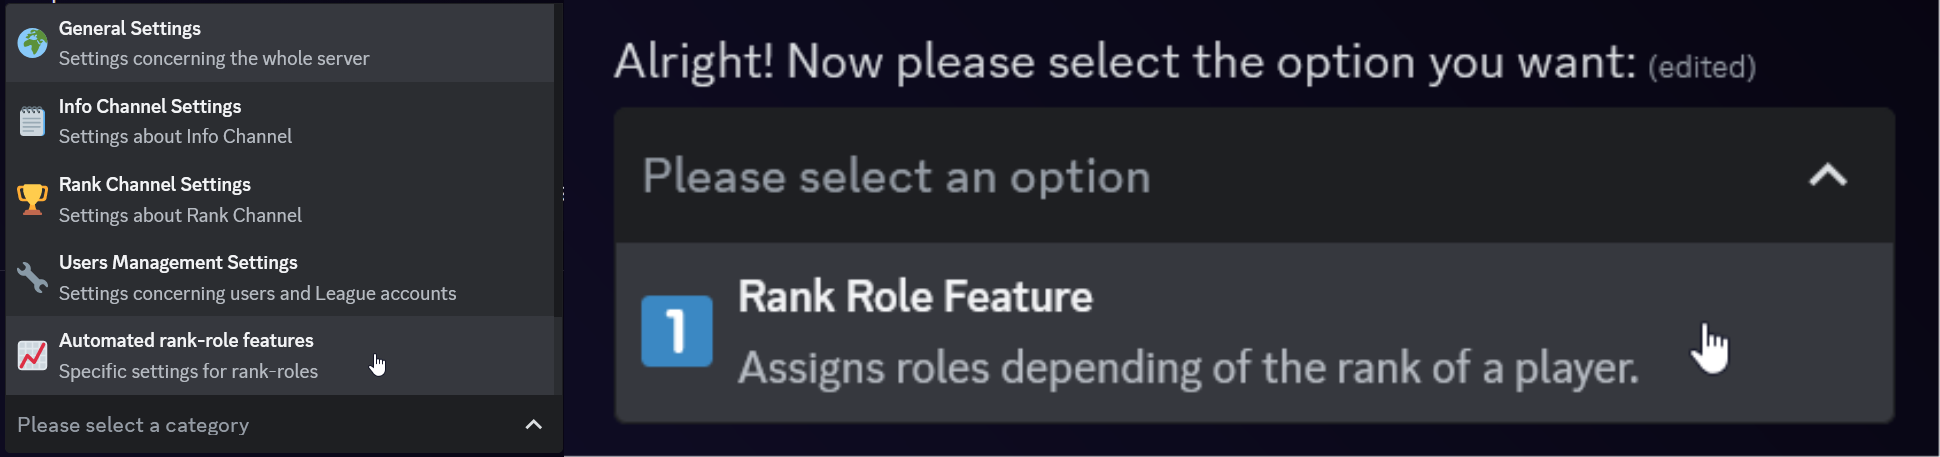 General Settings
Settings concerning the whole server
Info Channel Settings
Settings about Info Channel
Rank Channel Settings
Settings about Rank Channel
Users Management Settings
Settings concerning users and League accounts
Automated rank-role features
Specific settings for rank-roles
Please select a category
Alright! Now please select the option you want: (edited)
Please select an option
1
Rank Role Feature
Assigns roles depending of the rank of a player.